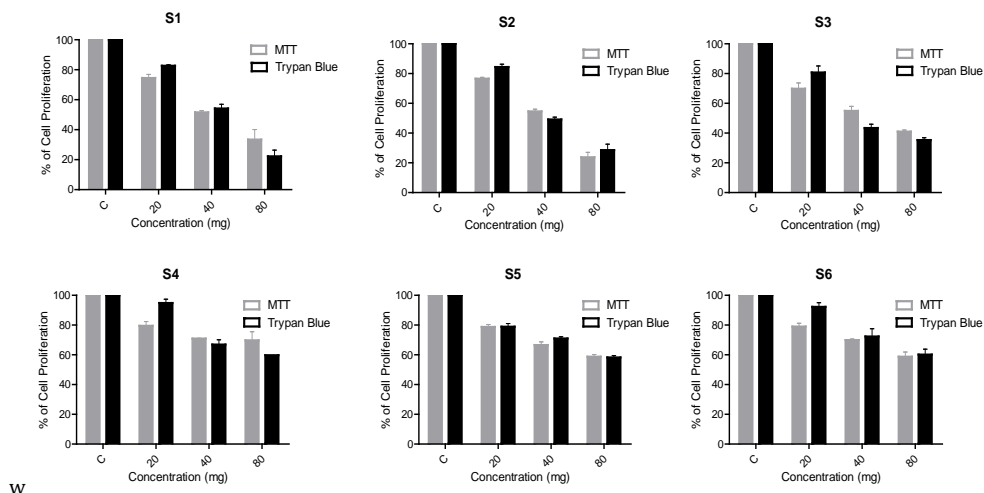 S1
100
80
60
40
20
0
% of Cell Proliferation
MTT
Trypan Blue
C
20
40
80
Concentration (mg)
S2
100
80
60
40
20
0
% of Cell Proliferation
MTT
Trypan Blue
C
20
40
80
Concentration (mg)
S3
100
80
60
40
20
0
% of Cell Proliferation
MTT
Trypan Blue
C
20
40
80
Concentration (mg)
S4
100
80
60
40
20
0
% of Cell Proliferation
MTT
Trypan Blue
C
20
40
80
Concentration (mg)
S5
100
80
60
40
20
0
% of Cell Proliferation
MTT
Trypan Blue
C
20
40
80
Concentration (mg)
S6
100
80
60
40
20
0
% of Cell Proliferation
MTT
Trypan Blue
C
20
40
80
Concentration (mg)
w